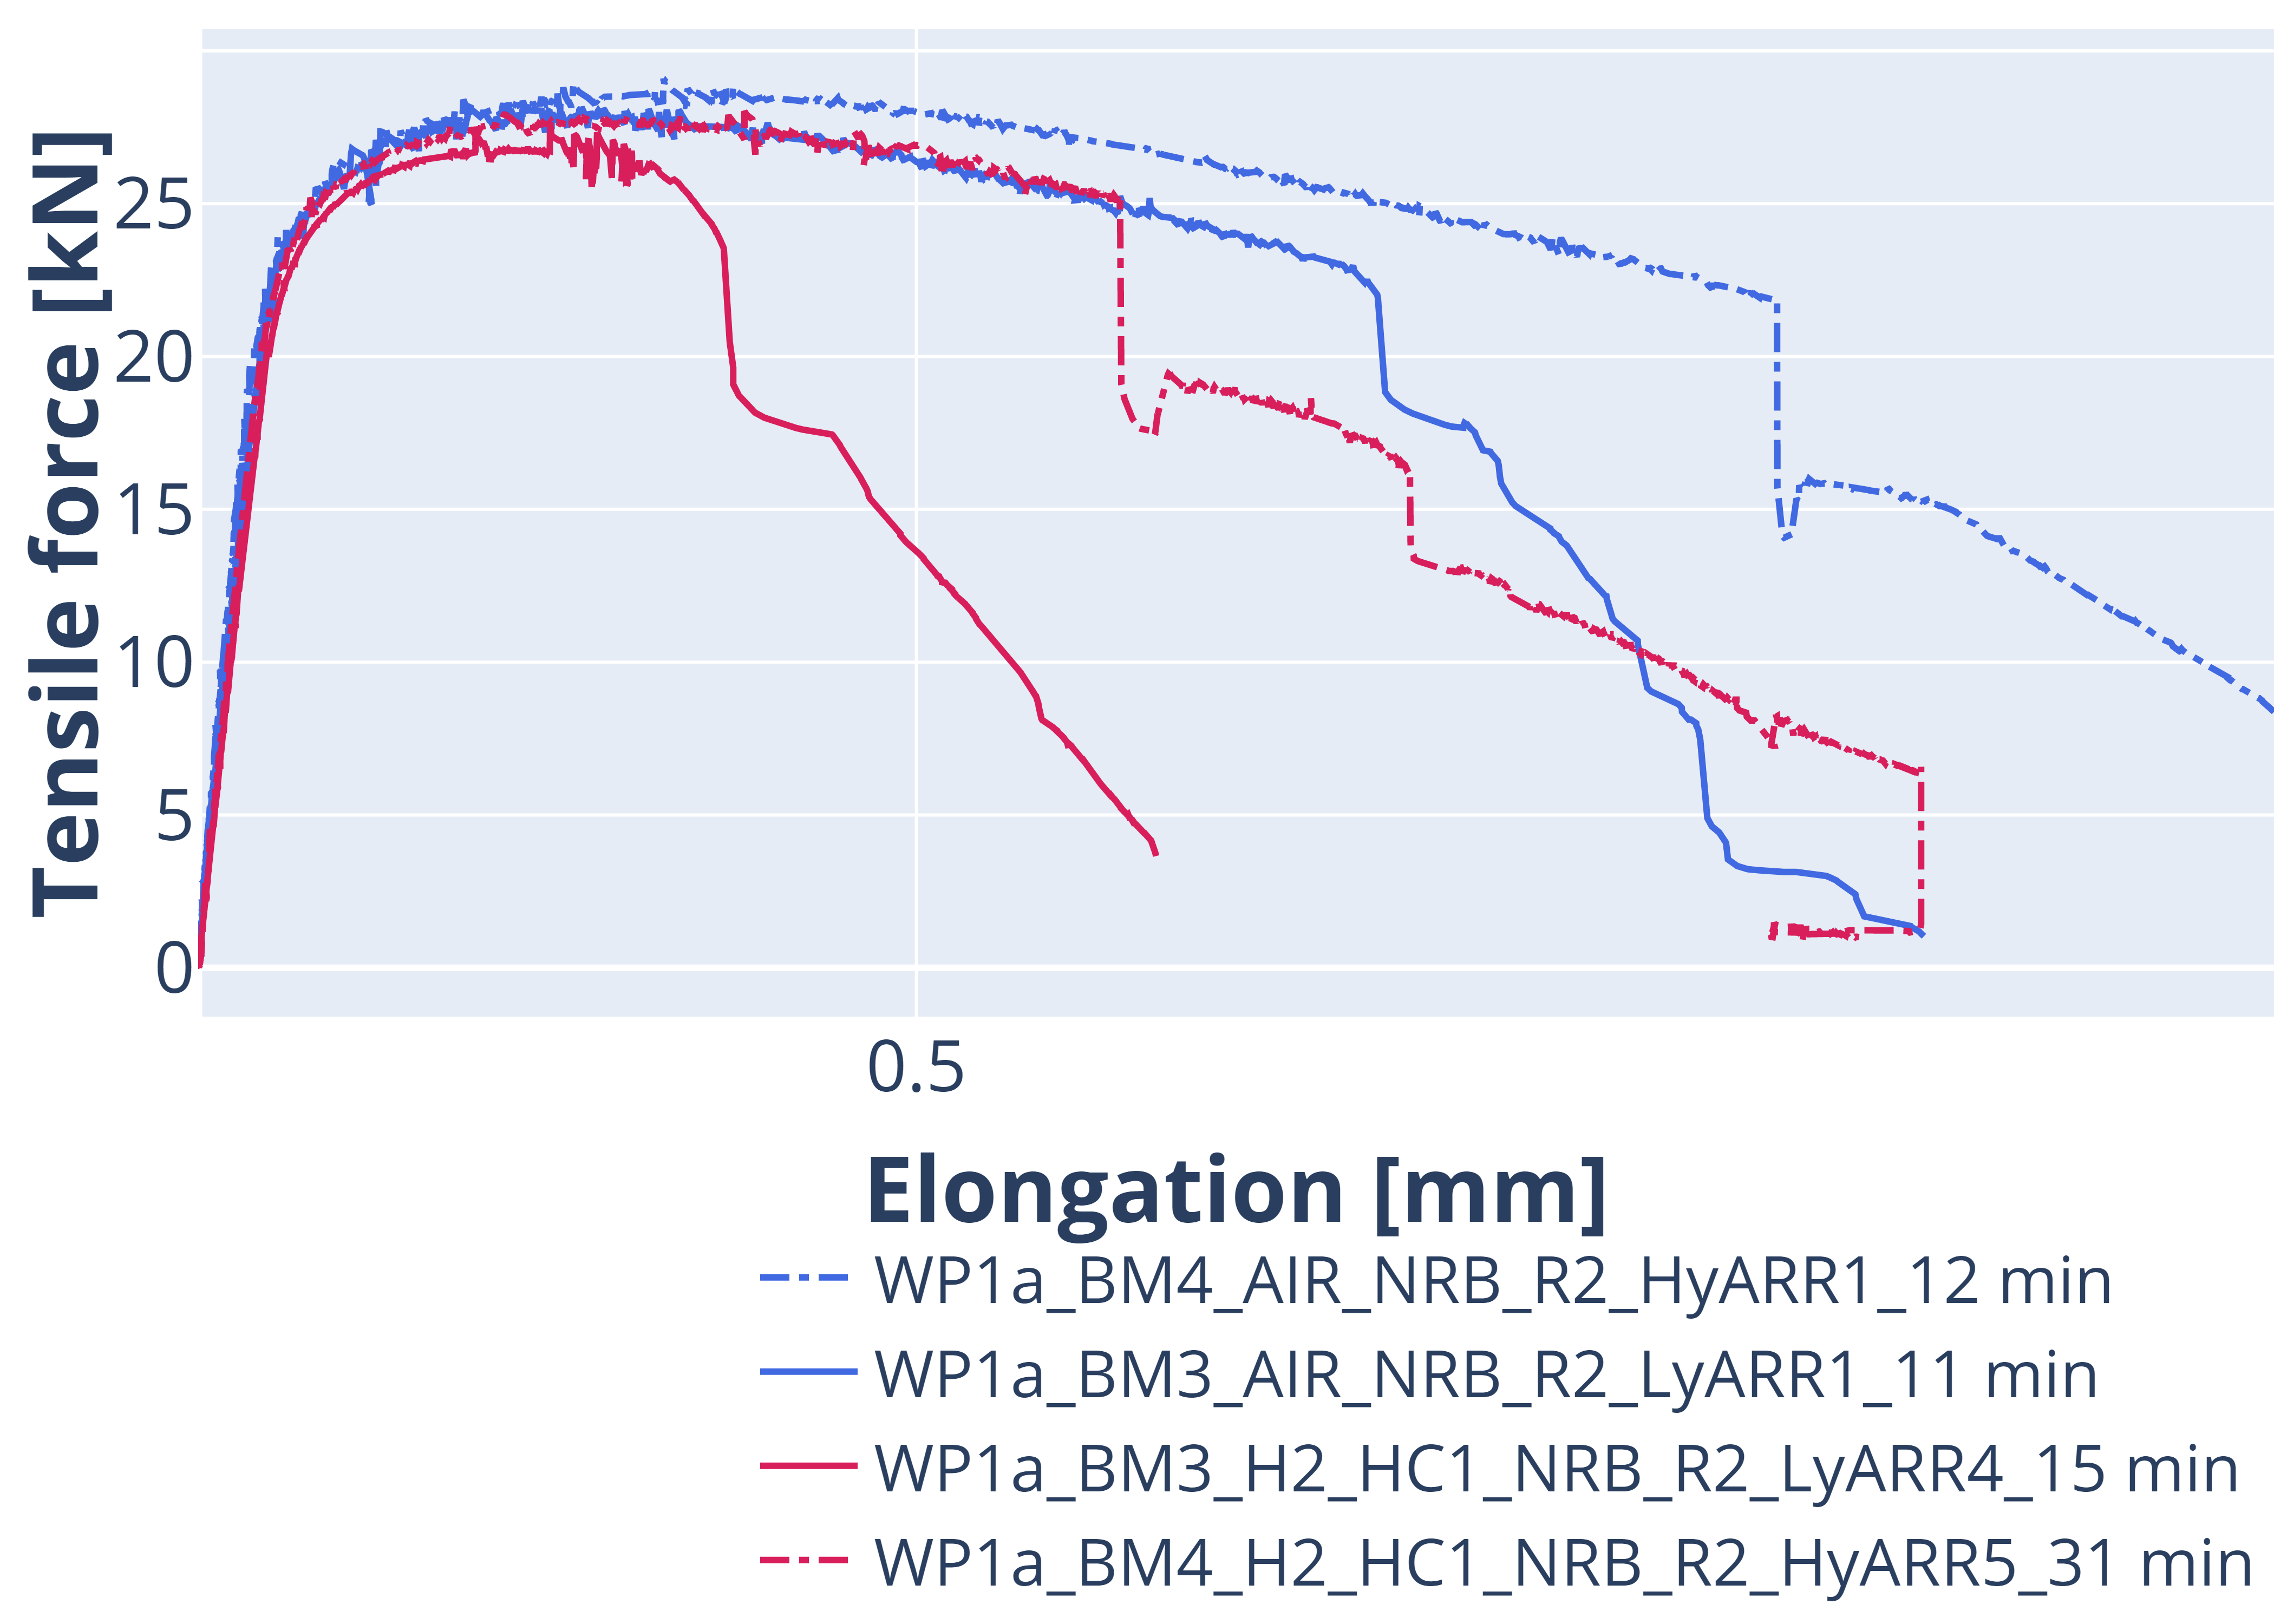 Tensile force [kN]
25
20
15
10
5
0
0.5
Elongation [mm]
WP1a_BM4_AIR_NRB_R2_HyARR1_12 min
WP1a_BM3_AIR_NRB_R2_LyARR1_11 min
WP1a_BM3_H2_HC1_NRB_R2_LyARR4_15 min
WP1a_BM4_H2_HC1_NRB_R2_HyARR5_31 min